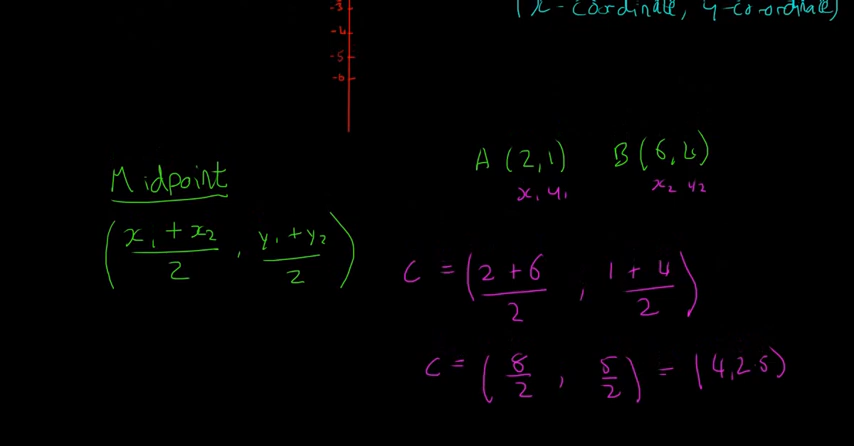 -3
(x-coordinate, y-coordinate)
-4
-5
-6
A (2,1) B (6,4)
x₁ y₁ x₂ y₂
Midpoint
(x₁ + x₂ / 2 , y₁ + y₂ / 2)
C = (2 + 6 / 2 , 1 + 4 / 2)
C = (8/2 , 5/2) = (4,2.5)